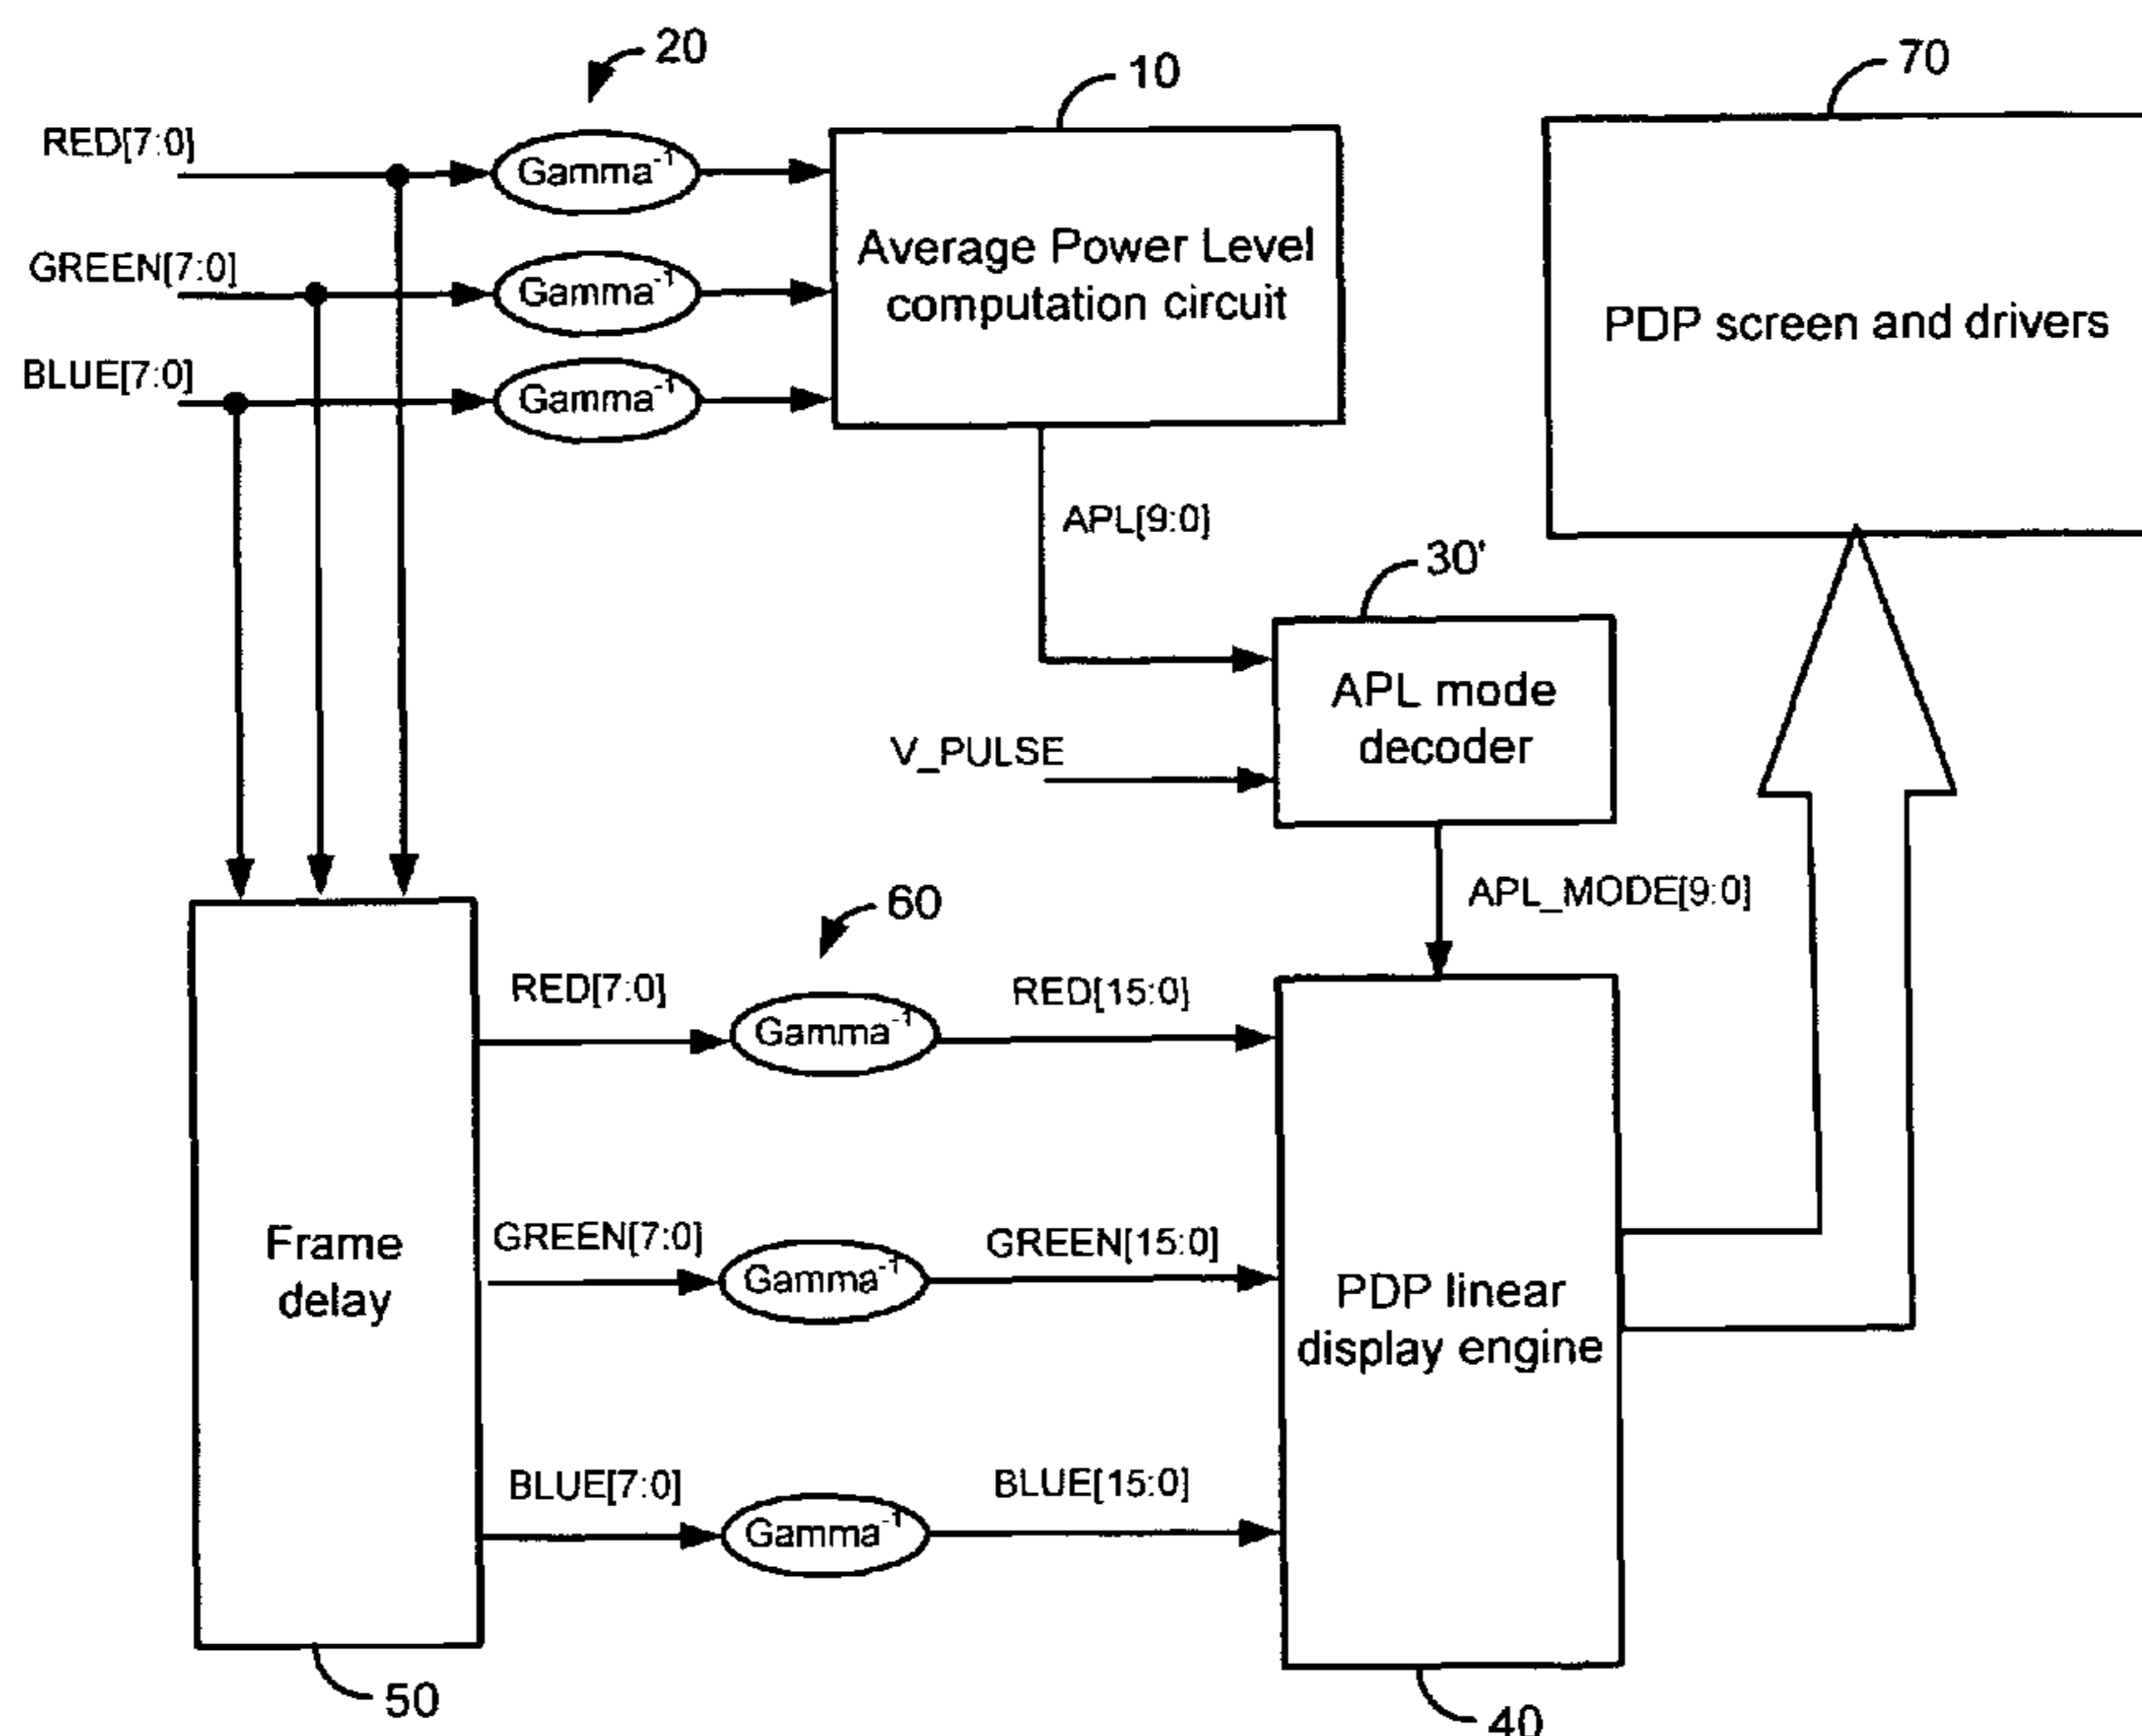 20
10
70
RED[7:0]
Gamma-1
GREEN[7:0]
Gamma-1
BLUE[7:0]
Gamma-1
Average Power Level
computation circuit
PDP screen and drivers
APL[9:0]
30'
APL mode
decoder
V_PULSE
APL_MODE[9:0]
60
RED[7:0]
Gamma-1
RED[15:0]
Frame
delay
GREEN[7:0]
Gamma-1
GREEN[15:0]
PDP linear
display engine
BLUE[7:0]
Gamma-1
BLUE[15:0]
50
40